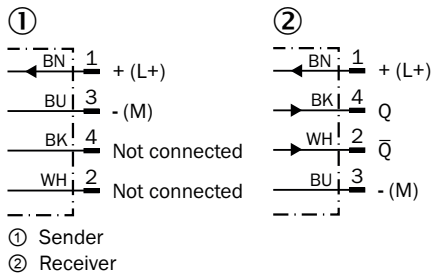 ① ②
BN 1 + (L+)
BU 3 - (M)
BK 4 Not connected
WH 2 Not connected
BN 1 + (L+)
BK 4 Q
WH 2 Q̅
BU 3 - (M)
① Sender
② Receiver